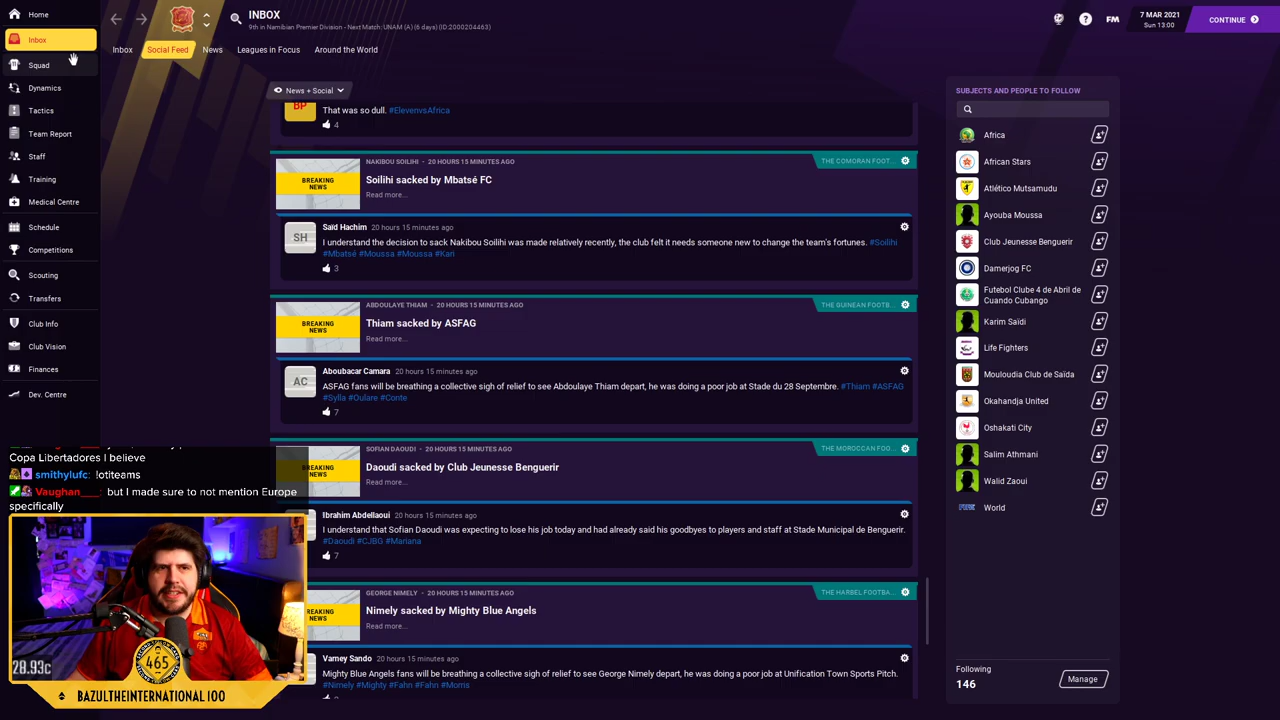 Home
INBOX
9th in Namibian Premier Division - Next Match: UNAM (A) (6 days) (ID:2000204463)
FM
7 MAR 2021
Sun 13:00
CONTINUE
Inbox
Squad
Dynamics
Tactics
Team Report
Staff
Training
Medical Centre
Schedule
Competitions
Scouting
Transfers
Club Info
Club Vision
Finances
Dev. Centre
Inbox
Social Feed
News
Leagues in Focus
Around the World
News + Social
BP
That was so dull. #ElevenvsAfrica
4
NAKIBOU SOILIHI • 20 HOURS 15 MINUTES AGO
THE COMORAN FOOT...
BREAKING NEWS
Soilihi sacked by Mbatsé FC
Read more...
SH
Saïd Hachim 20 hours 15 minutes ago
I understand the decision to sack Nakibou Soilihi was made relatively recently, the club felt it needs someone new to change the team's fortunes. #Soilihi
#Mbatsé #Moussa #Moussa #Kari
3
ABDOULAYE THIAM • 20 HOURS 15 MINUTES AGO
THE GUINEAN FOOTB...
BREAKING NEWS
Thiam sacked by ASFAG
Read more...
AC
Aboubacar Camara 20 hours 15 minutes ago
ASFAG fans will be breathing a collective sigh of relief to see Abdoulaye Thiam depart, he was doing a poor job at Stade du 28 Septembre. #Thiam #ASFAG
#Sylla #Oulare #Conte
7
SOFIAN DAOUDI • 20 HOURS 15 MINUTES AGO
THE MOROCCAN FOO...
BREAKING NEWS
Daoudi sacked by Club Jeunesse Benguerir
Read more...
Ibrahim Abdellaoui 20 hours 15 minutes ago
I understand that Sofian Daoudi was expecting to lose his job today and had already said his goodbyes to players and staff at Stade Municipal de Benguerir.
#Daoudi #CJBG #Mariana
7
GEORGE NIMELY • 20 HOURS 15 MINUTES AGO
THE HARBEL FOOTBA...
BREAKING NEWS
Nimely sacked by Mighty Blue Angels
Read more...
Varney Sando 20 hours 15 minutes ago
Mighty Blue Angels fans will be breathing a collective sigh of relief to see George Nimely depart, he was doing a poor job at Unification Town Sports Pitch.
#Nimely #Mighty #Fahn #Fahn #Moms
SUBJECTS AND PEOPLE TO FOLLOW
Africa
African Stars
Atlético Mutsamudu
Ayouba Moussa
Club Jeunesse Benguerir
Damerjog FC
Futebol Clube 4 de Abril de
Cuando Cubango
Karim Saïdi
Life Fighters
Mouloudia Club de Saïda
Okahandja United
Oshakati City
Salim Athmani
Walid Zaoui
World
Following
146
Manage
Copa Libertadores I believe
smithylufc: !lotiteams
Vaughan____: but I made sure to not mention Europe
specifically
28.93c
465
BAZULTHEINTERNATIONAL 100